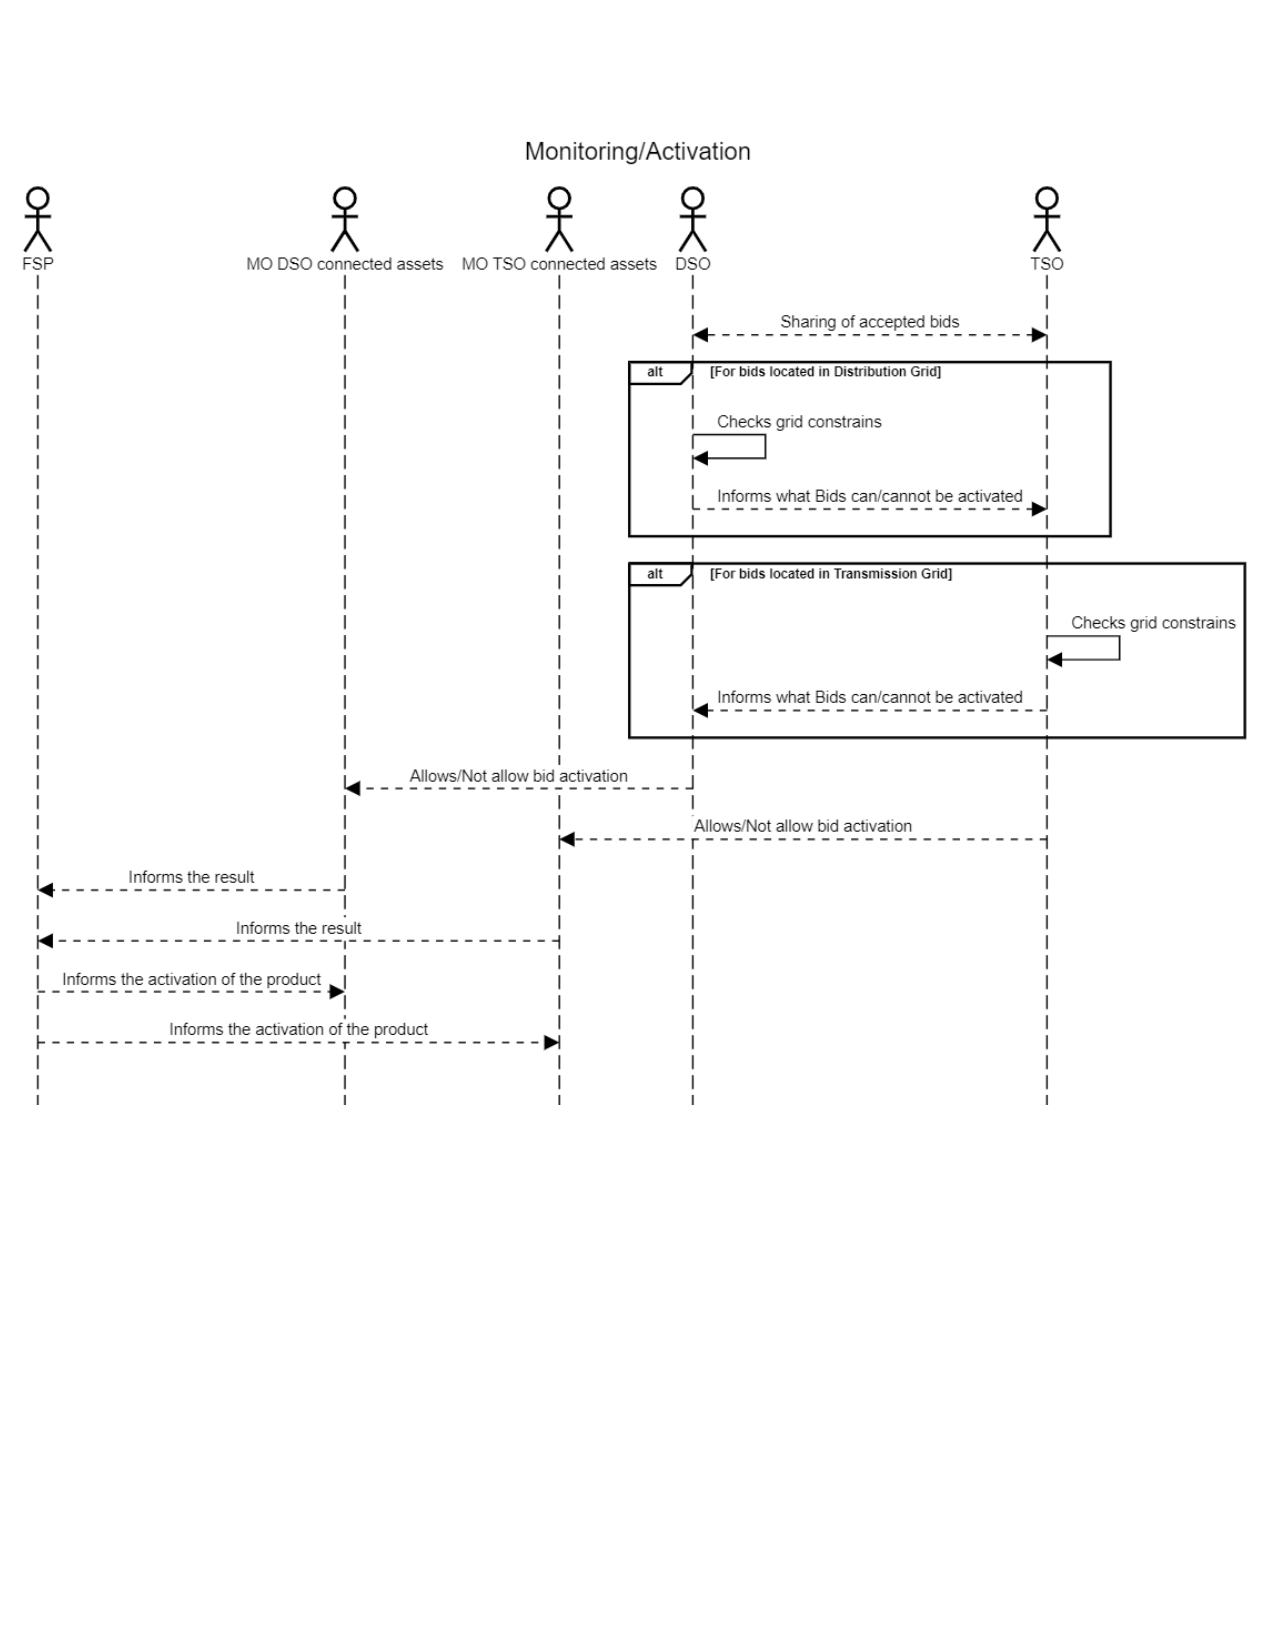 Monitoring/Activation
FSP
MO DSO connected assets
MO TSO connected assets
DSO
TSO
Sharing of accepted bids
alt
[For bids located in Distribution Grid]
Checks grid constrains
Informs what Bids can/cannot be activated
alt
[For bids located in Transmission Grid]
Checks grid constrains
Informs what Bids can/cannot be activated
Allows/Not allow bid activation
Allows/Not allow bid activation
Informs the result
Informs the result
Informs the activation of the product
Informs the activation of the product